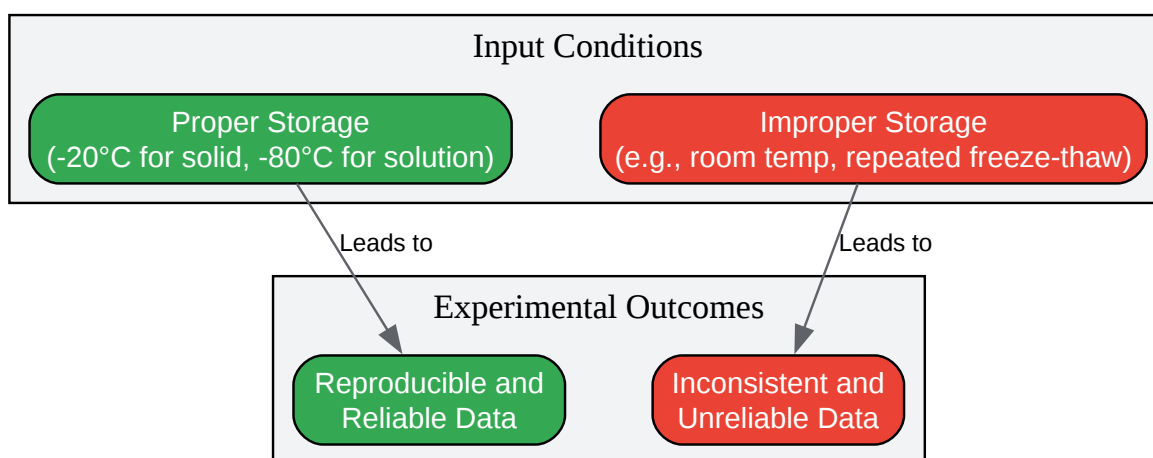 Input Conditions
Proper Storage
(-20°C for solid, -80°C for solution)
Improper Storage
(e.g., room temp, repeated freeze-thaw)
Leads to
Leads to
Experimental Outcomes
Reproducible and
Reliable Data
Inconsistent and
Unreliable Data